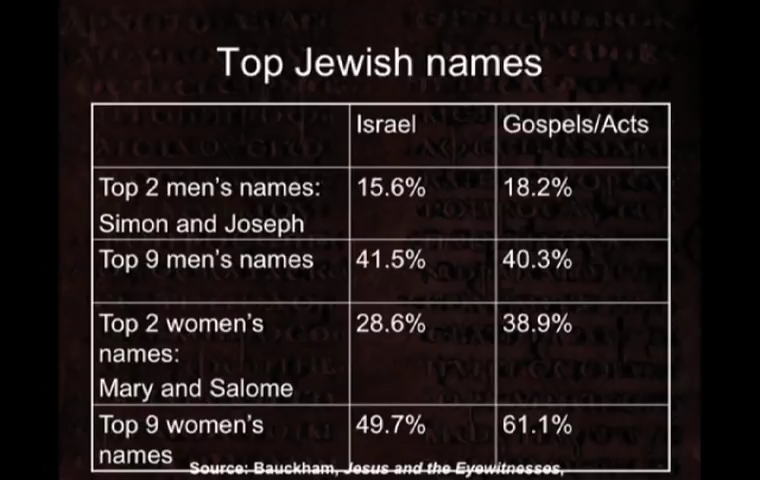 Top Jewish names
Israel Gospels/Acts
Top 2 men's names: 15.6% 18.2%
Simon and Joseph
Top 9 men's names 41.5% 40.3%
Top 2 women's 28.6% 38.9%
names:
Mary and Salome
Top 9 women's 49.7% 61.1%
names
Source: Bauckham, Jesus and the Eyewitnesses,